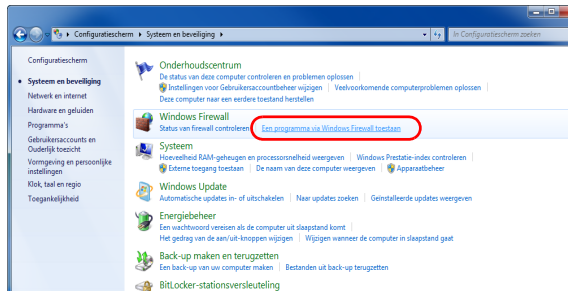 Configuratiescherm ▸ Systeem en beveiliging ▸
In Configuratiescherm zoeken
Configuratiescherm
Systeem en beveiliging
Netwerk en internet
Hardware en geluiden
Programma's
Gebruikersaccounts en
Ouderlijk toezicht
Vormgeving en persoonlijke
instellingen
Klok, taal en regio
Toegankelijkheid
Onderhoudscentrum
De status van deze computer controleren en problemen oplossen
Instellingen voor Gebruikersaccountbeheer wijzigen
Veelvoorkomende computerproblemen oplossen
Deze computer naar een eerdere toestand herstellen
Windows Firewall
Status van firewall controleren
Een programma via Windows Firewall toestaan
Systeem
Hoeveelheid RAM-geheugen en processorsnelheid weergeven
Windows Prestatie-index controleren
Externe toegang toestaan
De naam van deze computer weergeven
Apparaatbeheer
Windows Update
Automatische updates in- of uitschakelen
Naar updates zoeken
Geïnstalleerde updates weergeven
Energiebeheer
Een wachtwoord vereisen als de computer uit slaapstand komt
Het gedrag van de aan/uit-knoppen wijzigen
Wijzigen wanneer de computer in slaapstand gaat
Back-up maken en terugzetten
Een back-up van uw computer maken
Bestanden uit back-up terugzetten
BitLocker-stationsversleuteling